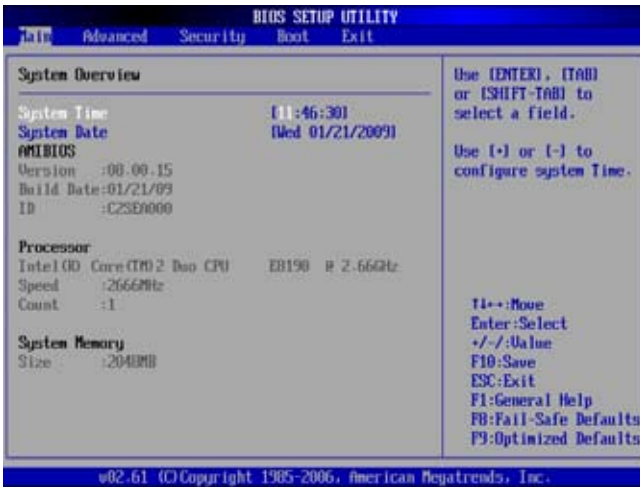 BIOS SETUP UTILITY
Main Advanced Security Boot Exit
System Overview
System Time [11:46:30]
System Date [Wed 01/21/2009]
AMIBIOS
Version :08.00.15
Build Date:01/21/09
ID :C2SEA000
Processor
Intel(R) Core(TM)2 Duo CPU E8190 @ 2.66GHz
Speed :2666MHz
Count :1
System Memory
Size :2048MB
Use [ENTER], [TAB]
or [SHIFT-TAB] to
select a field.
Use [+] or [-] to
configure system Time.
↑↓←→:Move
Enter:Select
+/-/:Value
F10:Save
ESC:Exit
F1:General Help
F8:Fail-Safe Defaults
F9:Optimized Defaults
v02.61 (C)Copyright 1985-2006, American Megatrends, Inc.